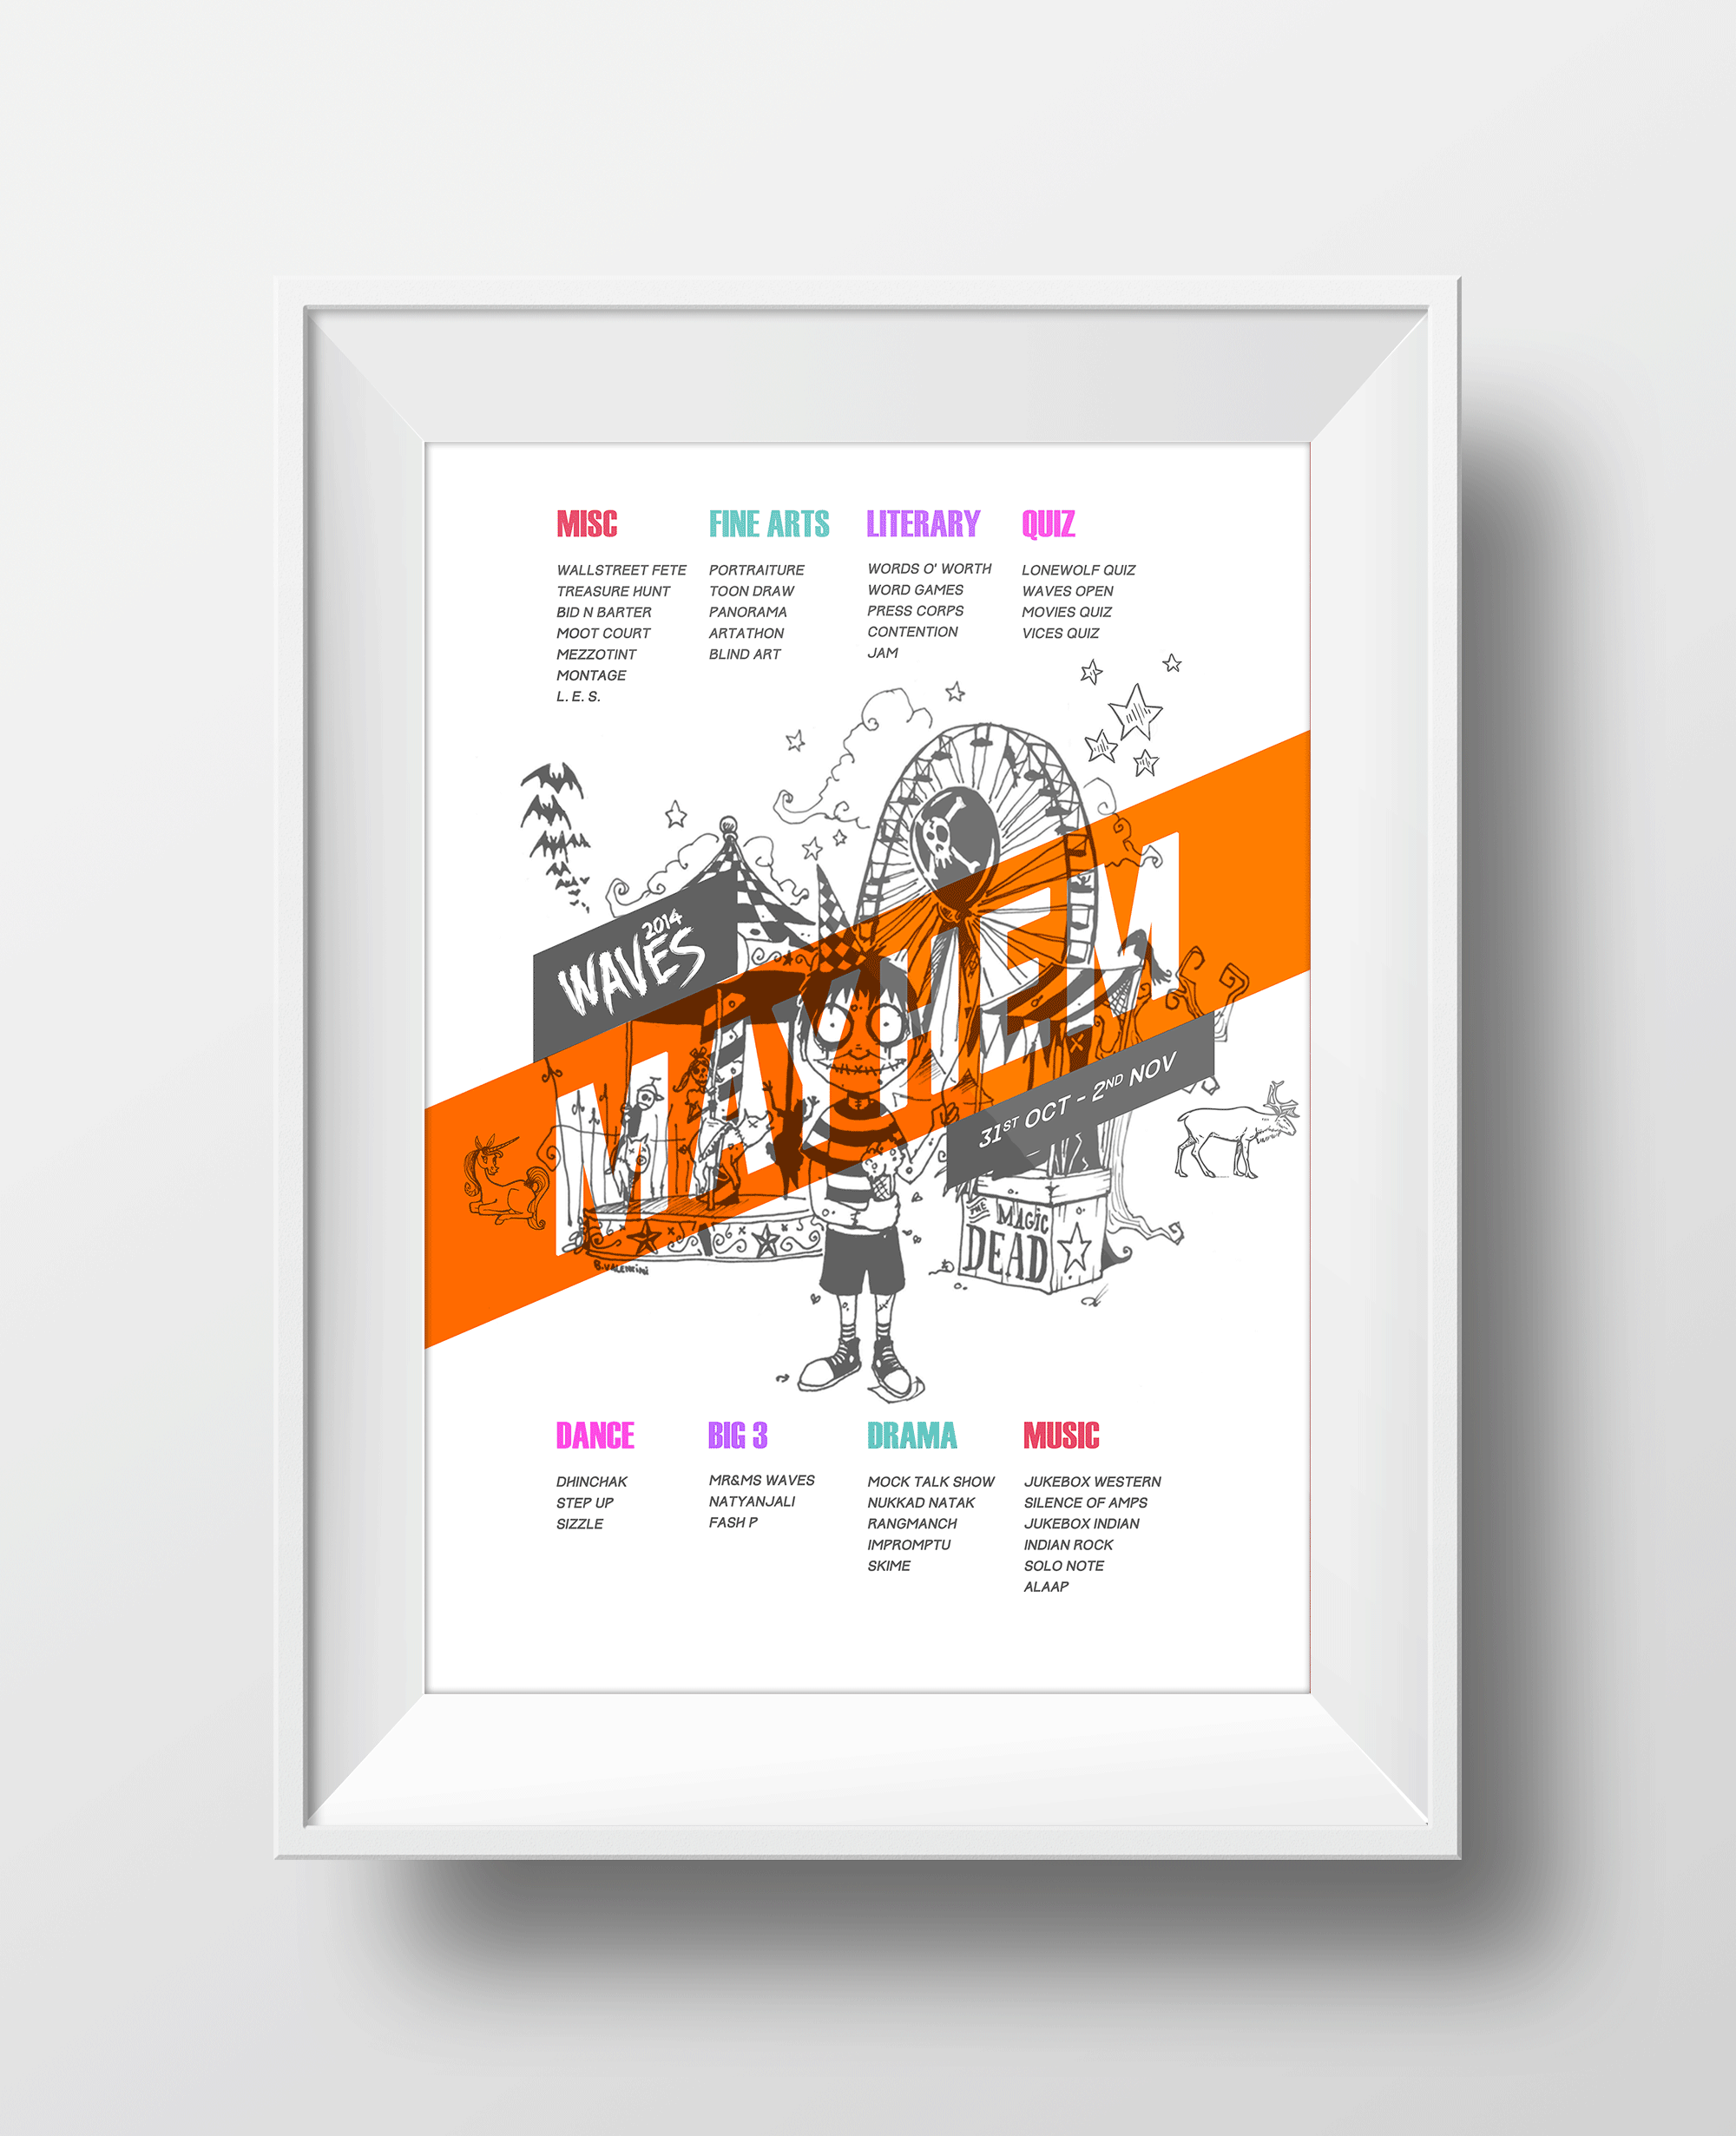 MISC
WALLSTREET FETE
TREASURE HUNT
BID N BARTER
MOOT COURT
MEZZOTINT
MONTAGE
L. E. S.
FINE ARTS
PORTRAITURE
TOON DRAW
PANORAMA
ARTATHON
BLIND ART
LITERARY
WORDS O' WORTH
WORD GAMES
PRESS CORPS
CONTENTION
JAM
QUIZ
LONEWOLF QUIZ
WAVES OPEN
MOVIES QUIZ
VICES QUIZ
2014
WAVES
MAYHEM
31ST OCT - 2ND NOV
THE
MAGIC
DEAD
B.VALENTINI
DANCE
DHINCHAK
STEP UP
SIZZLE
BIG 3
MR&MS WAVES
NATYANJALI
FASH P
DRAMA
MOCK TALK SHOW
NUKKAD NATAK
RANGMANCH
IMPROMPTU
SKIME
MUSIC
JUKEBOX WESTERN
SILENCE OF AMPS
JUKEBOX INDIAN
INDIAN ROCK
SOLO NOTE
ALAAP